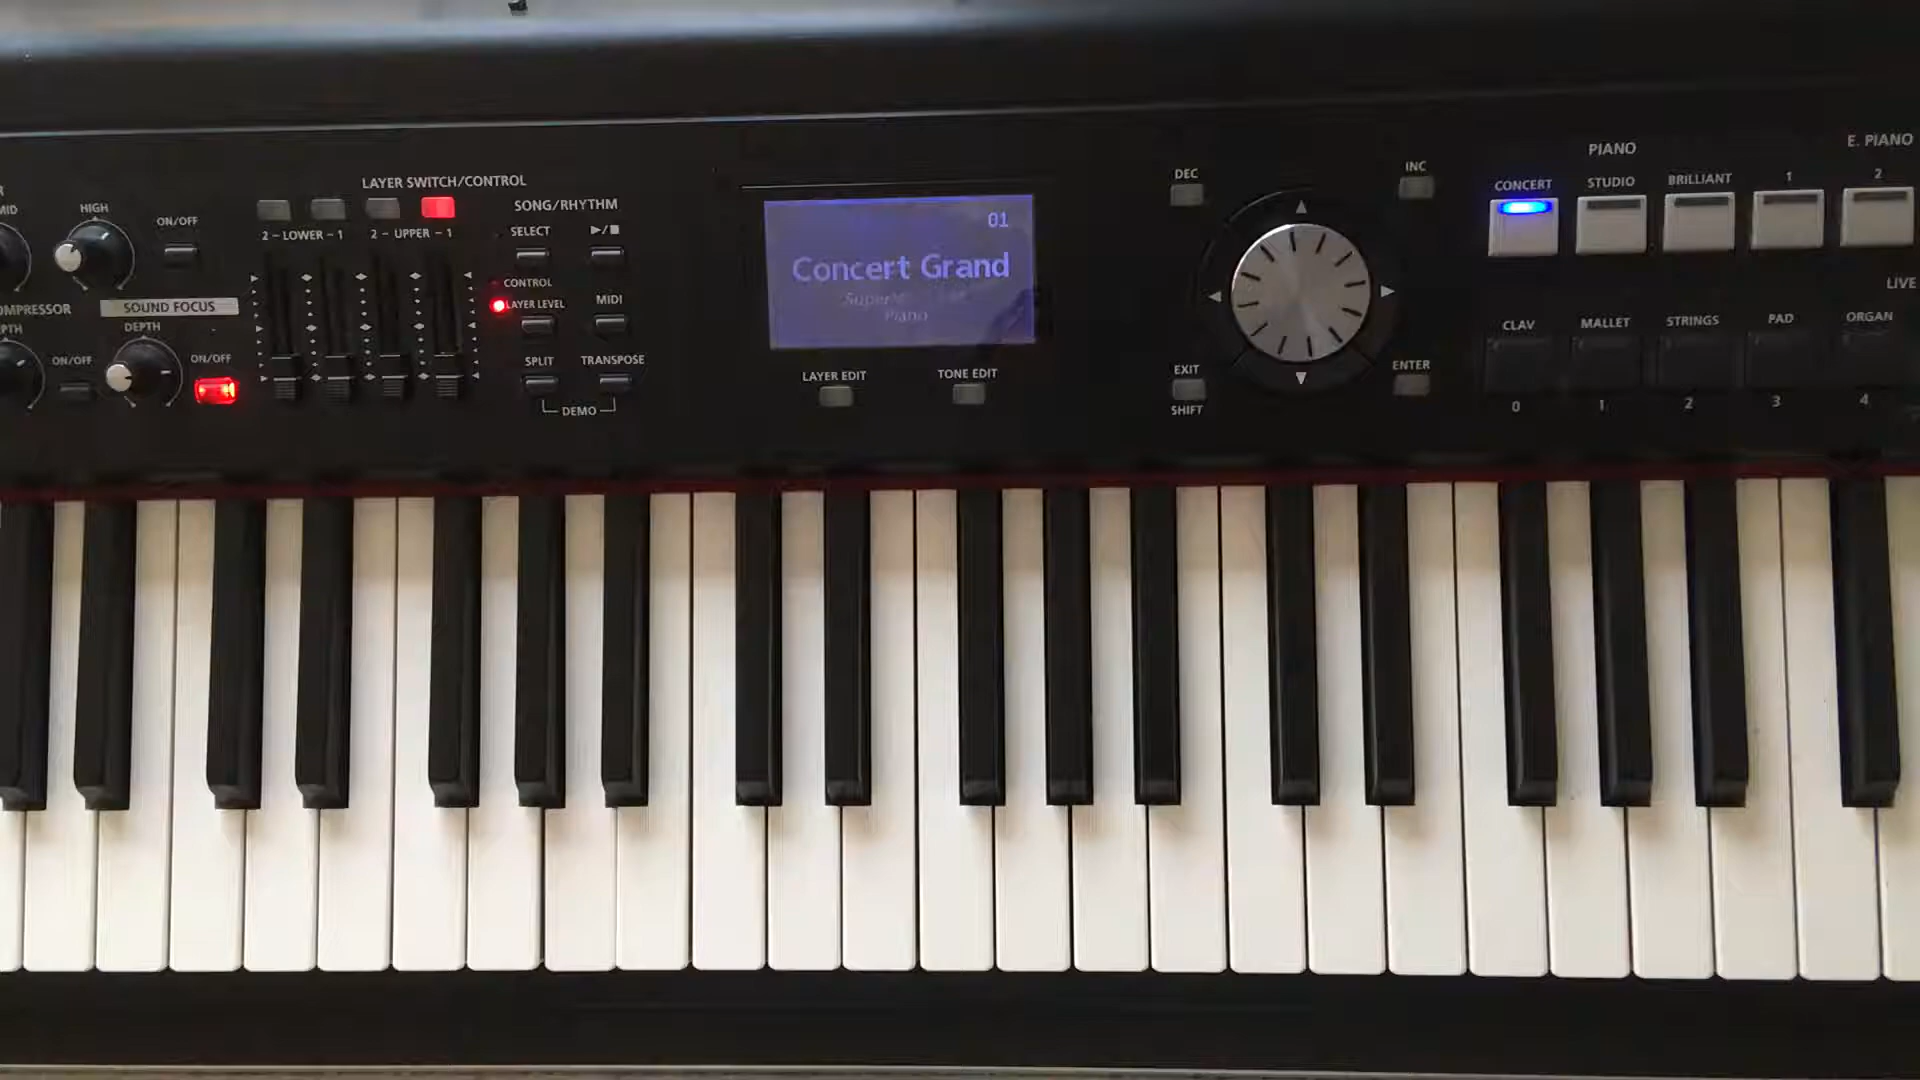 MID
HIGH
ON/OFF
DEPTH
SOUND FOCUS
DEPTH
ON/OFF
ON/OFF
LAYER SWITCH/CONTROL
2 - LOWER - 1
2 - UPPER - 1
SONG/RHYTHM
SELECT
▶/■
CONTROL
LAYER LEVEL
MIDI
SPLIT
TRANSPOSE
DEMO
01
Concert Grand
Piano
LAYER EDIT
TONE EDIT
DEC
INC
EXIT
SHIFT
ENTER
PIANO
E. PIANO
CONCERT
STUDIO
BRILLIANT
1
2
LIVE
CLAV
MALLET
STRINGS
PAD
ORGAN
0
1
2
3
4